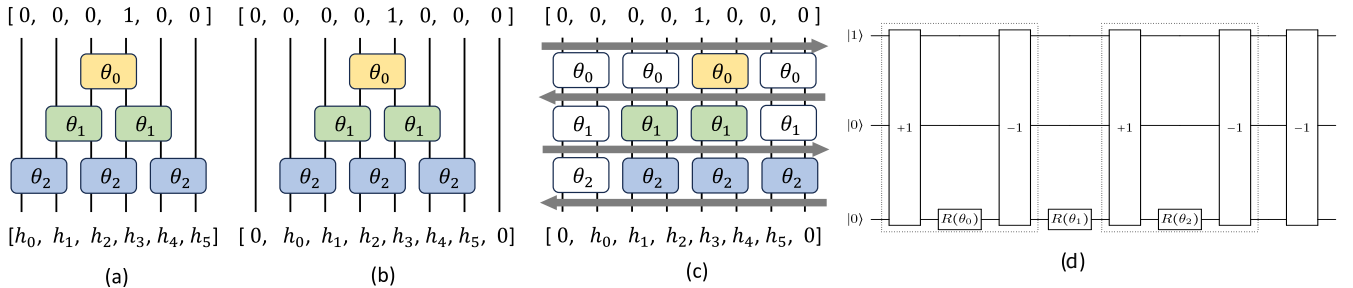 [ 0, 0, 0, 1, 0, 0 ]
θ₀
θ₁ θ₁
θ₂ θ₂ θ₂
[h₀, h₁, h₂, h₃, h₄, h₅]
(a)
[ 0, 0, 0, 0, 1, 0, 0, 0 ]
θ₀
θ₁ θ₁
θ₂ θ₂ θ₂
[ 0, h₀, h₁, h₂, h₃, h₄, h₅, 0]
(b)
[ 0, 0, 0, 0, 1, 0, 0, 0 ]
θ₀ θ₀ θ₀ θ₀
θ₁ θ₁ θ₁ θ₁
θ₂ θ₂ θ₂ θ₂
[ 0, h₀, h₁, h₂, h₃, h₄, h₅, 0]
(c)
|1⟩
|0⟩ +1 −1 +1 −1 −1
|0⟩ R(θ₀) R(θ₁) R(θ₂)
(d)